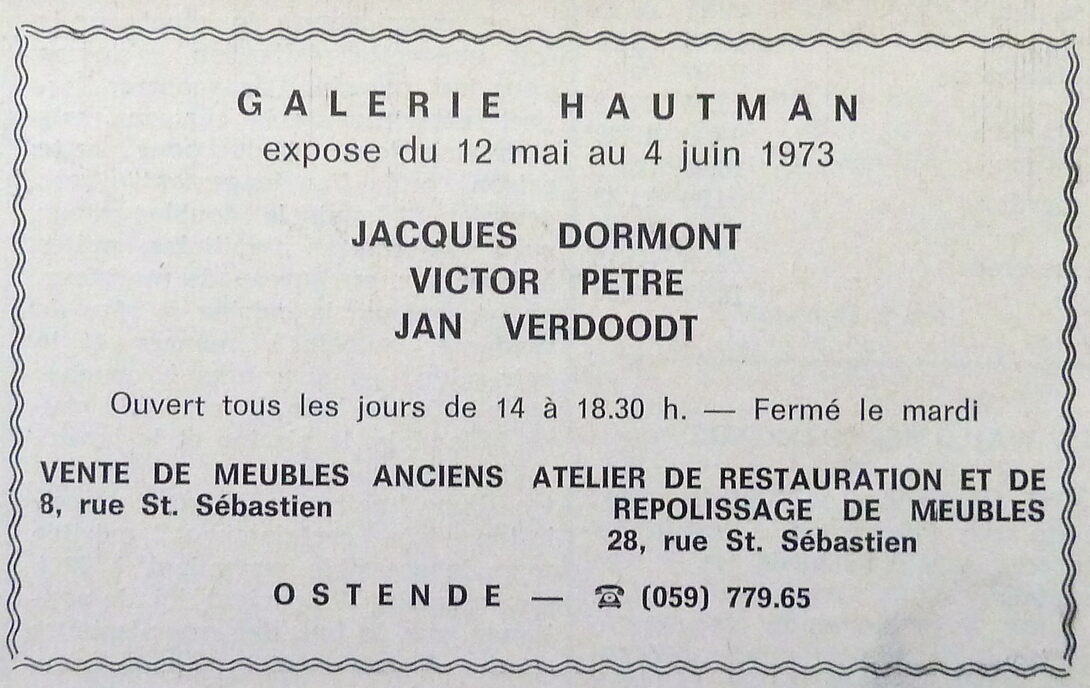 GALERIE HAUTMAN
expose du 12 mai au 4 juin 1973
JACQUES DORMONT
VICTOR PETRE
JAN VERDOODT
Ouvert tous les jours de 14 à 18.30 h. — Fermé le mardi
VENTE DE MEUBLES ANCIENS
8, rue St. Sébastien
ATELIER DE RESTAURATION ET DE
REPOLISSAGE DE MEUBLES
28, rue St. Sébastien
OSTENDE — ☎ (059) 779.65